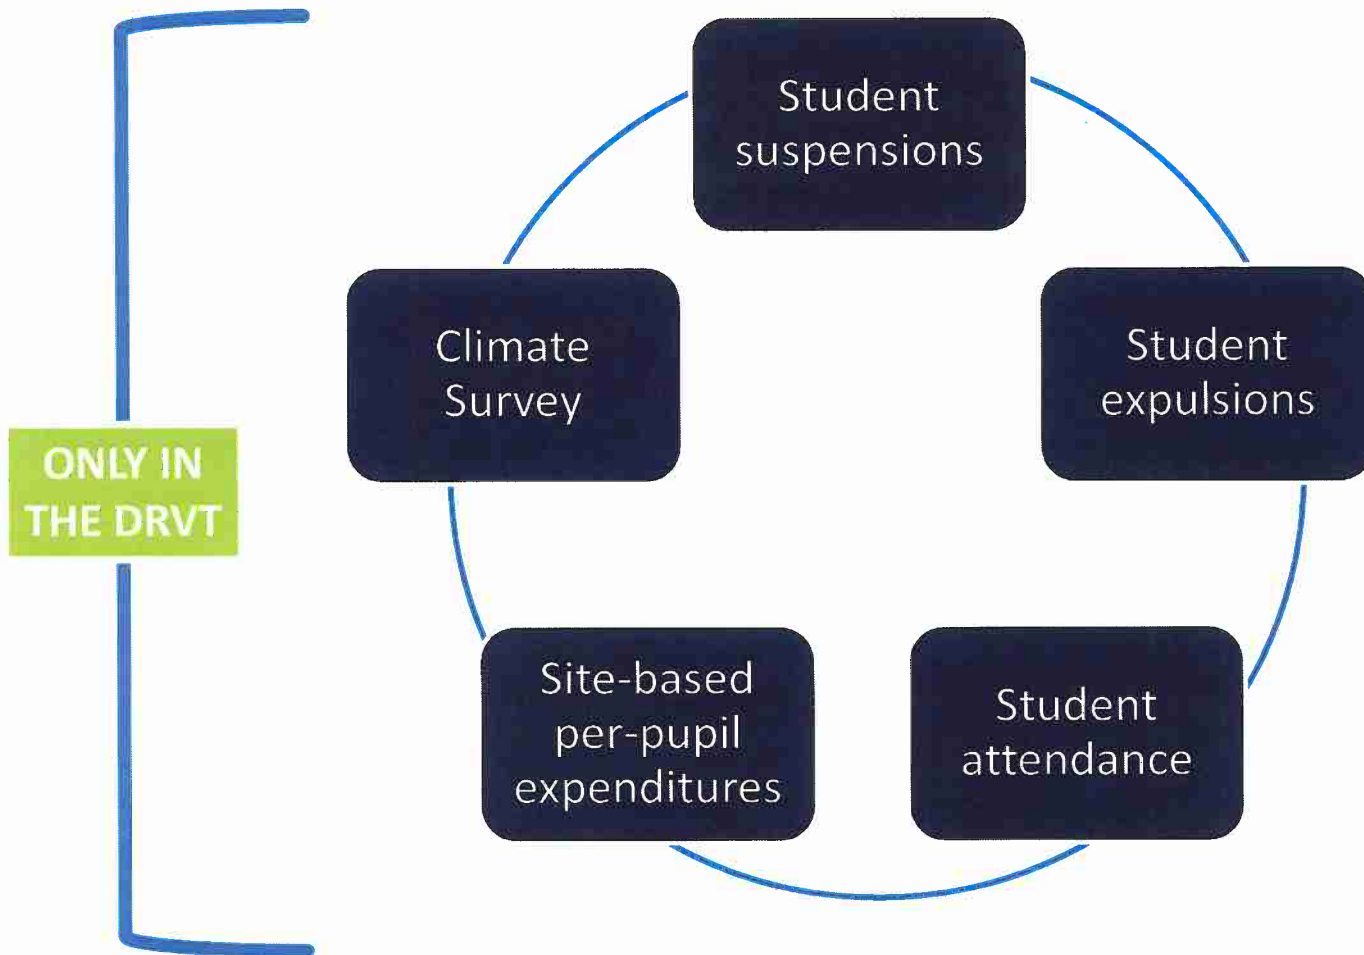 Student
suspensions
Student
expulsions
Student
attendance
Site-based
per-pupil
expenditures
Climate
Survey
ONLY IN
THE DRVT